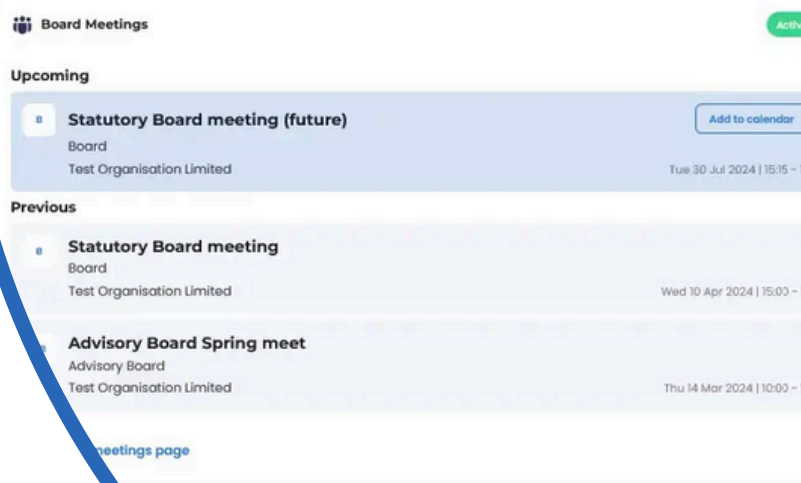 Board Meetings
Upcoming
B
Statutory Board meeting (future)
Add to calendar
Board
Test Organisation Limited
Tue 30 Jul 2024 | 15:15 -
Previous
B
Statutory Board meeting
Board
Test Organisation Limited
Wed 10 Apr 2024 | 15:00 -
Advisory Board Spring meet
Advisory Board
Test Organisation Limited
Thu 14 Mar 2024 | 10:00 -
meetings page